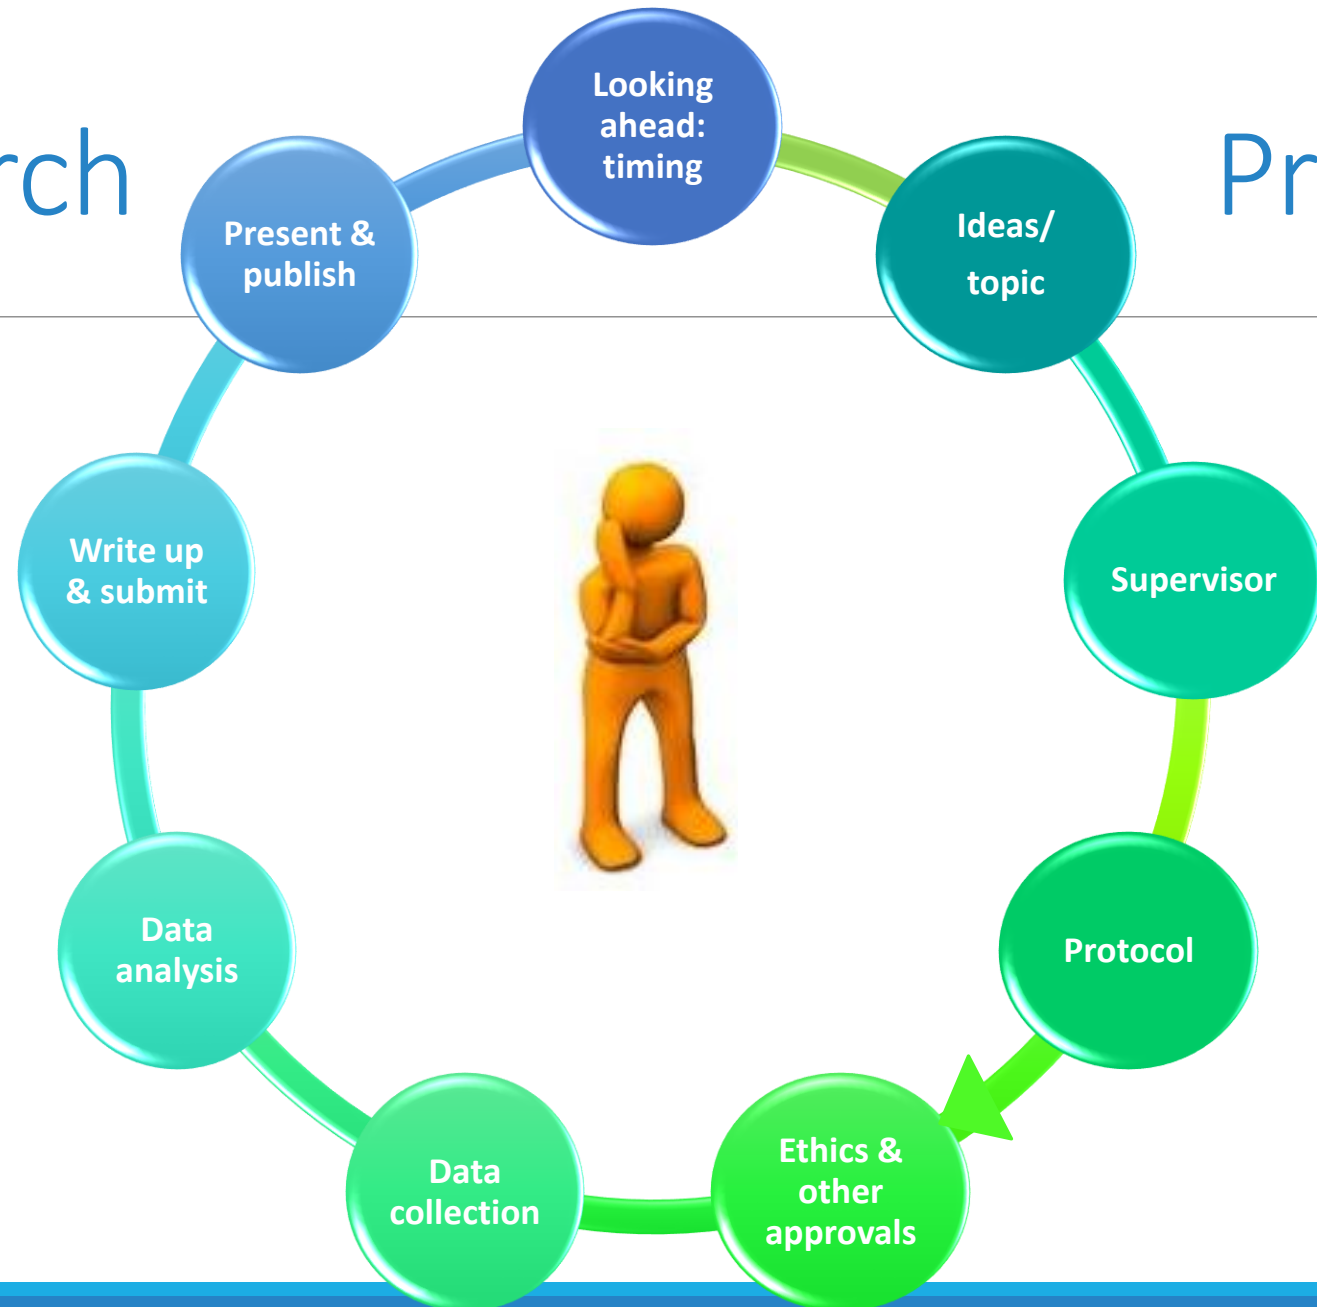 rch
Pr
Looking
ahead:
timing
Ideas/
topic
Supervisor
Protocol
Ethics &
other
approvals
Data
collection
Data
analysis
Write up
& submit
Present &
publish